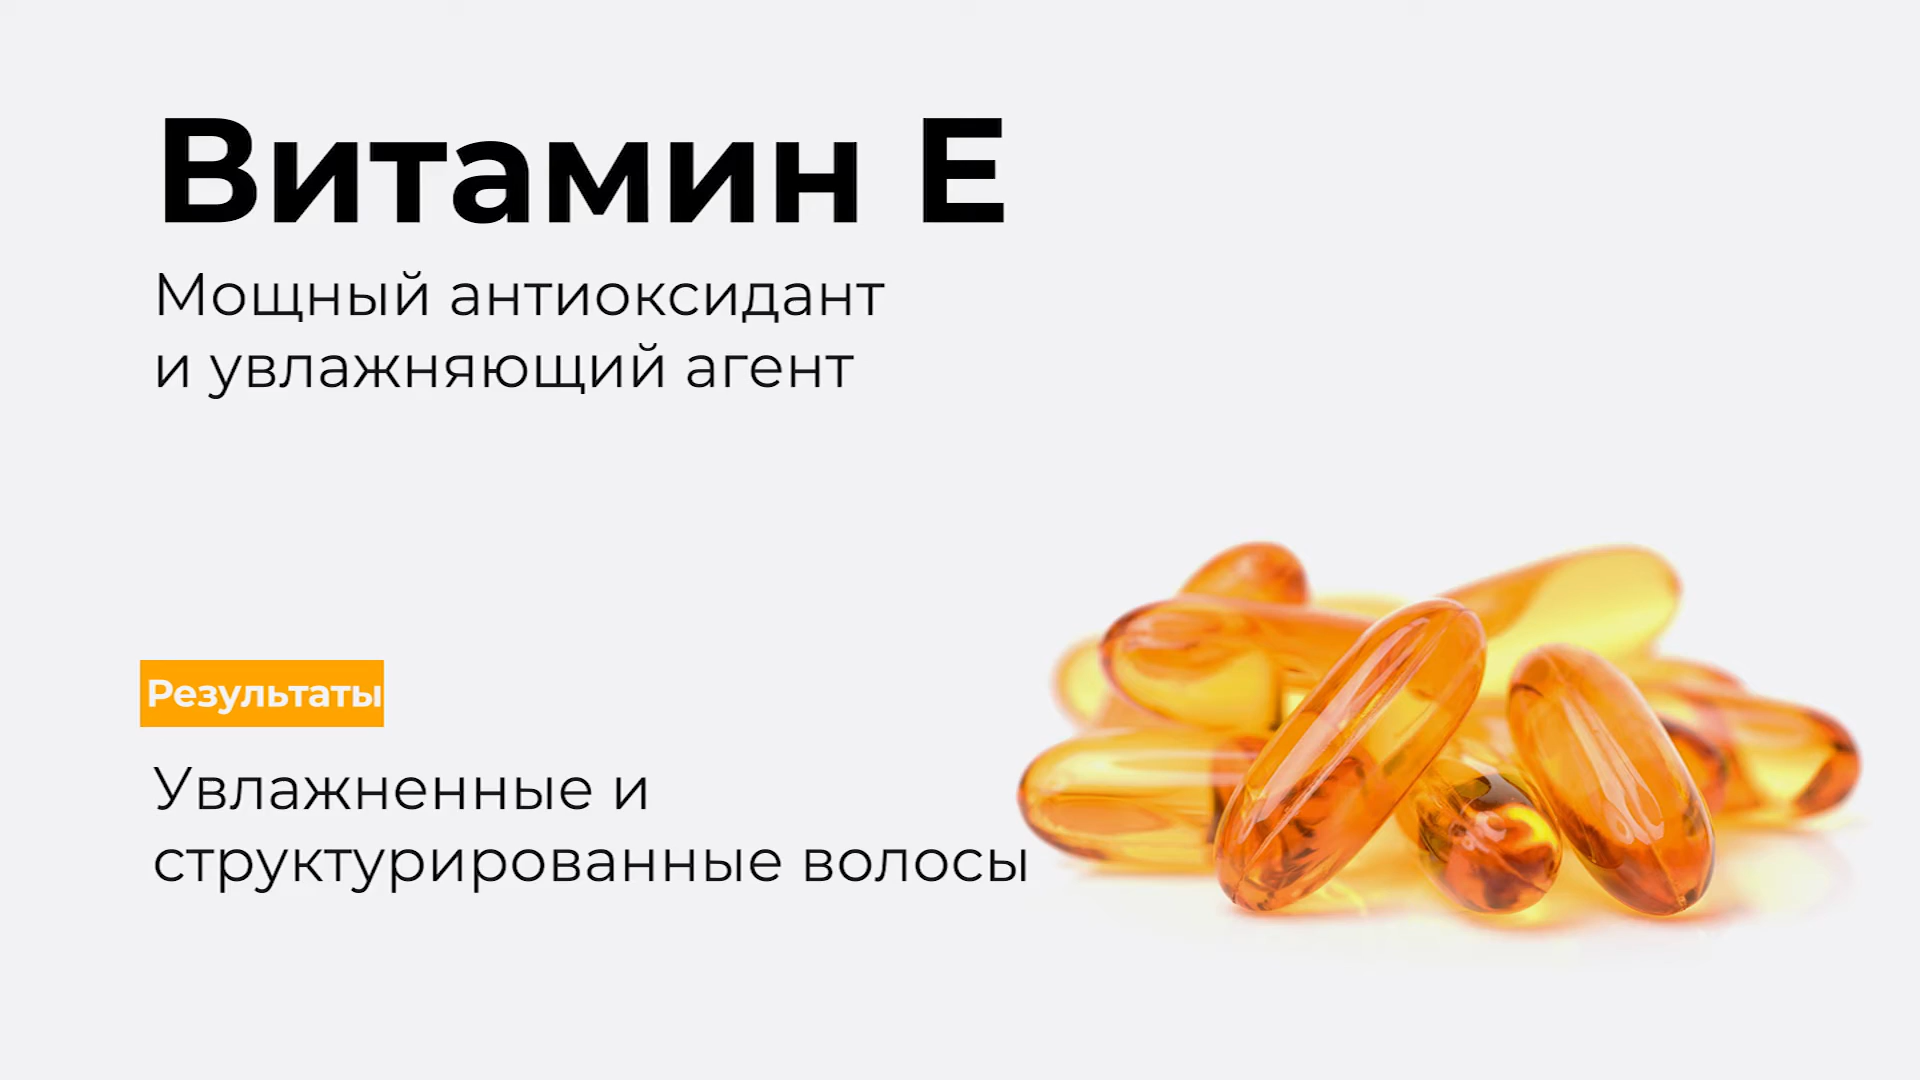 Витамин Е
Мощный антиоксидант
и увлажняющий агент
Результаты
Увлажненные и
структурированные волосы